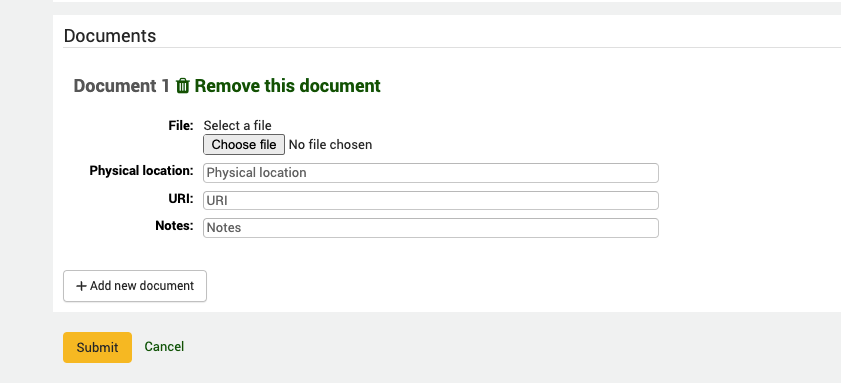 Documents
Document 1 Remove this document
File: Select a file
Choose file No file chosen
Physical location: Physical location
URI: URI
Notes: Notes
+ Add new document
Submit Cancel